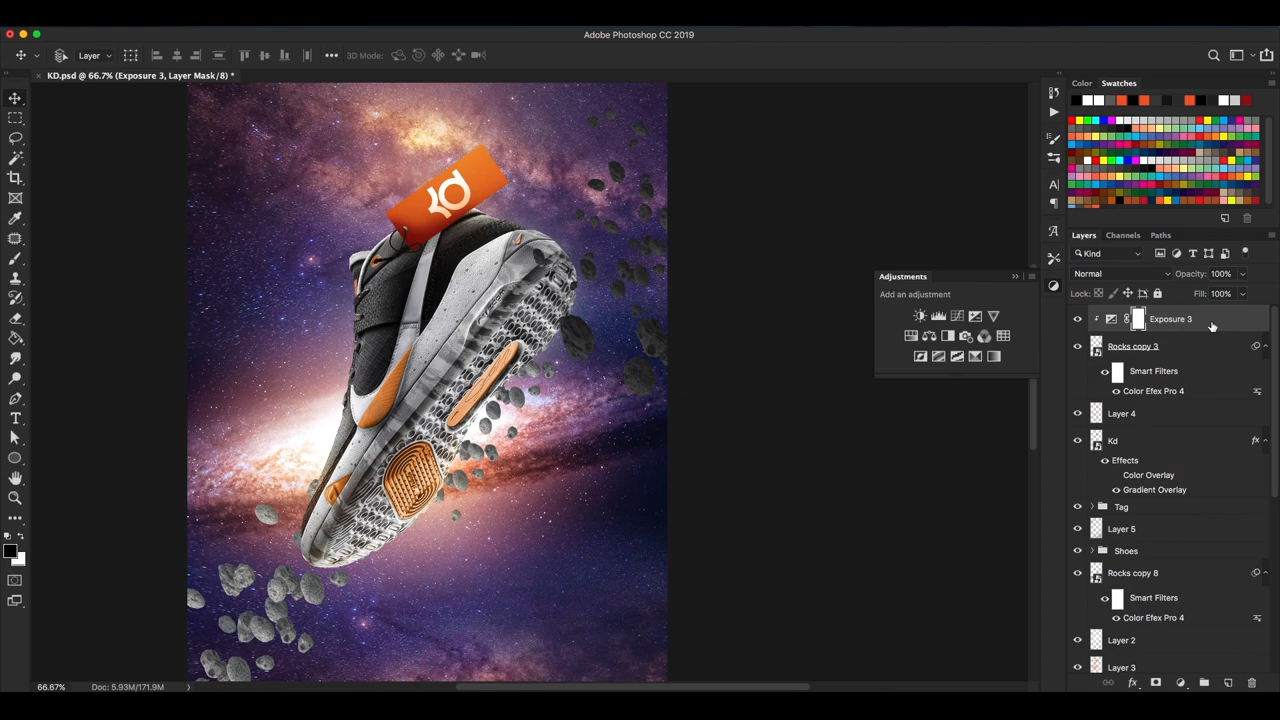 Adobe Photoshop CC 2019
Layer
3D Mode:
KD.psd @ 66.7% (Exposure 3, Layer Mask/8) *
Color
Swatches
Layers
Channels
Paths
Kind
Normal
Opacity: 100%
Lock:
Fill: 100%
Adjustments
Add an adjustment
Exposure 3
Rocks copy 3
Smart Filters
Color Efex Pro 4
Layer 4
Kd
fx
Effects
Color Overlay
Gradient Overlay
Tag
Layer 5
Shoes
Rocks copy 8
Smart Filters
Color Efex Pro 4
Layer 2
Layer 3
KD
66.67%
Doc: 5.93M/171.9M
fx